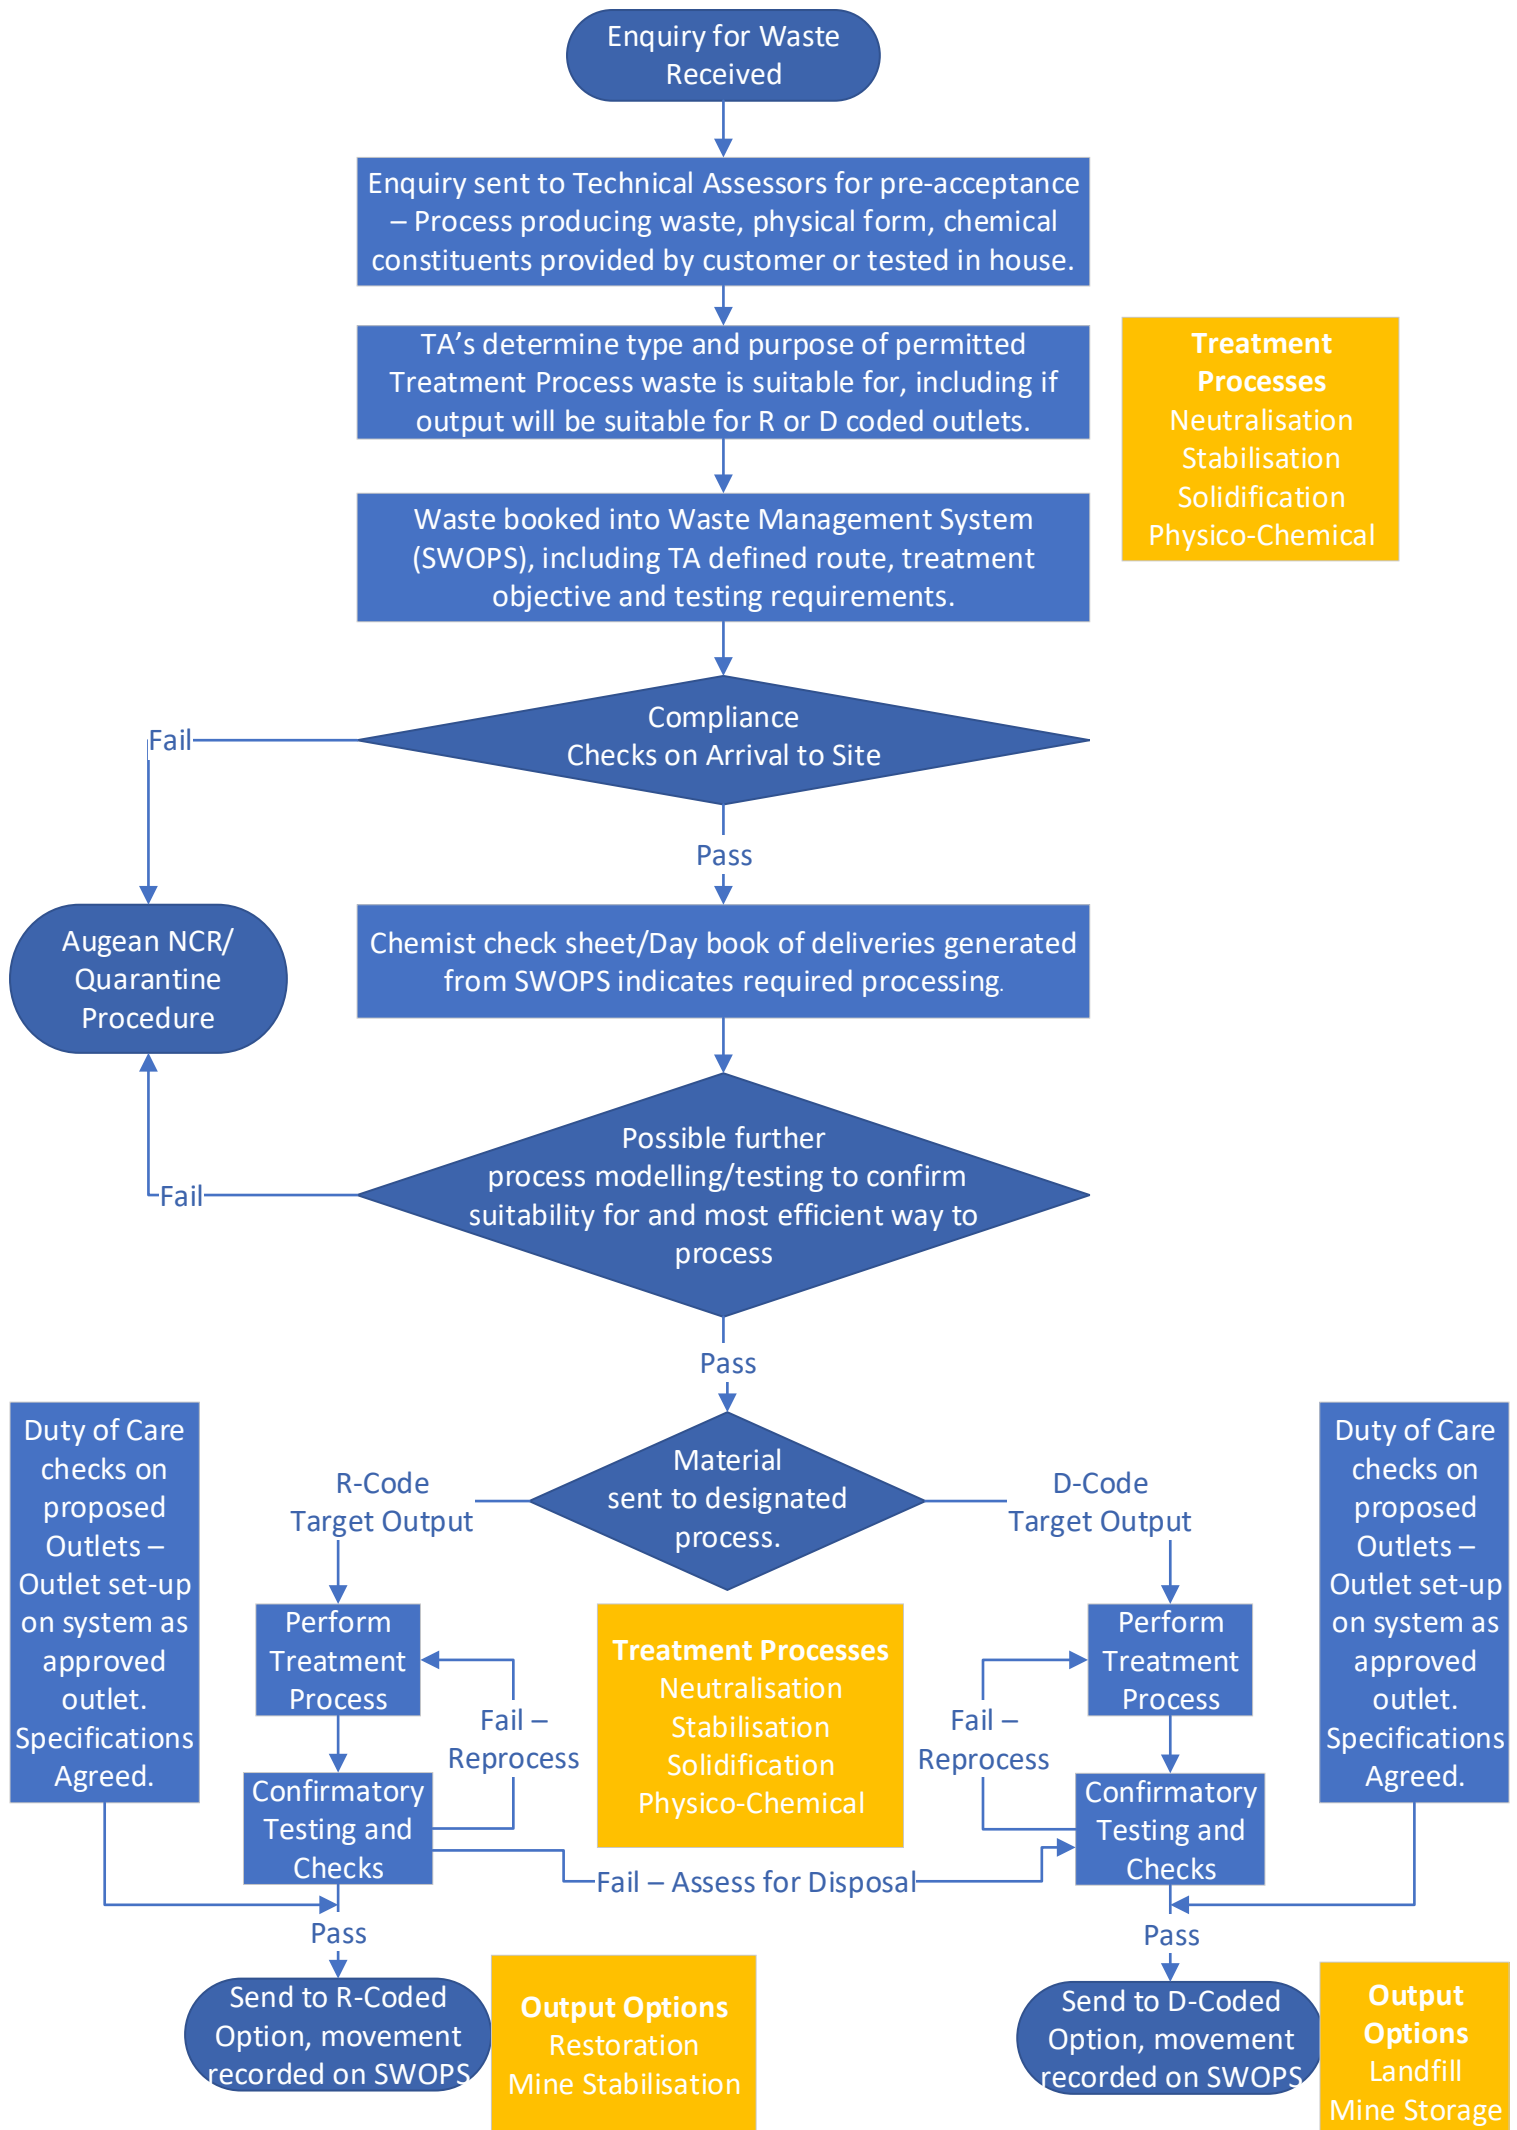 Enquiry for Waste
Received
Enquiry sent to Technical Assessors for pre-acceptance
– Process producing waste, physical form, chemical
constituents provided by customer or tested in house.
TA’s determine type and purpose of permitted
Treatment Process waste is suitable for, including if
output will be suitable for R or D coded outlets.
Treatment
Processes
Neutralisation
Stabilisation
Solidification
Physico-Chemical
Waste booked into Waste Management System
(SWOPS), including TA defined route, treatment
objective and testing requirements.
Compliance
Checks on Arrival to Site
Fail
Pass
Augean NCR/
Quarantine
Procedure
Chemist check sheet/Day book of deliveries generated
from SWOPS indicates required processing.
Possible further
process modelling/testing to confirm
suitability for and most efficient way to
process
Fail
Pass
Duty of Care
checks on
proposed
Outlets –
Outlet set-up
on system as
approved
outlet.
Specifications
Agreed.
R-Code
Target Output
Material
sent to designated
process.
D-Code
Target Output
Duty of Care
checks on
proposed
Outlets –
Outlet set-up
on system as
approved
outlet.
Specifications
Agreed.
Perform
Treatment
Process
Fail –
Reprocess
Treatment Processes
Neutralisation
Stabilisation
Solidification
Physico-Chemical
Fail –
Reprocess
Perform
Treatment
Process
Confirmatory
Testing and
Checks
Fail – Assess for Disposal
Confirmatory
Testing and
Checks
Pass
Pass
Send to R-Coded
Option, movement
recorded on SWOPS
Output Options
Restoration
Mine Stabilisation
Send to D-Coded
Option, movement
recorded on SWOPS
Output
Options
Landfill
Mine Storage